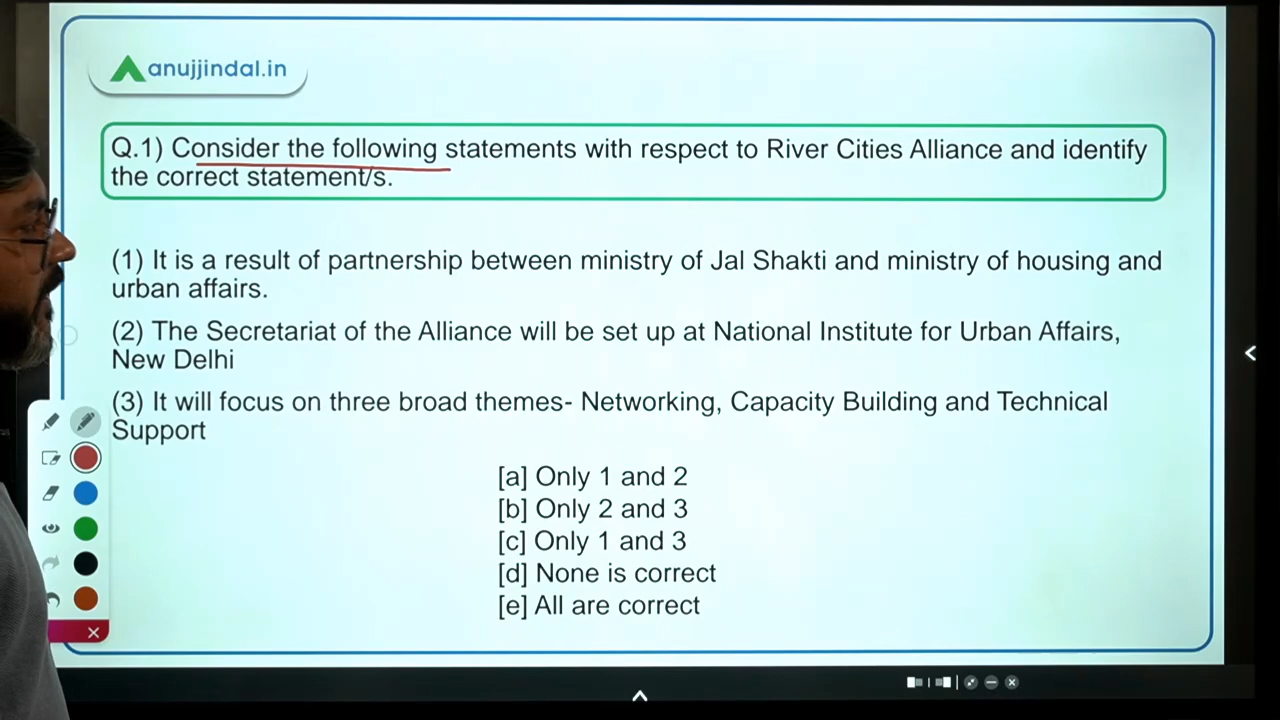 anujjindal.in
Q.1) Consider the following statements with respect to River Cities Alliance and identify
the correct statement/s.
(1) It is a result of partnership between ministry of Jal Shakti and ministry of housing and
urban affairs.
(2) The Secretariat of the Alliance will be set up at National Institute for Urban Affairs,
New Delhi
(3) It will focus on three broad themes- Networking, Capacity Building and Technical
Support
[a] Only 1 and 2
[b] Only 2 and 3
[c] Only 1 and 3
[d] None is correct
[e] All are correct